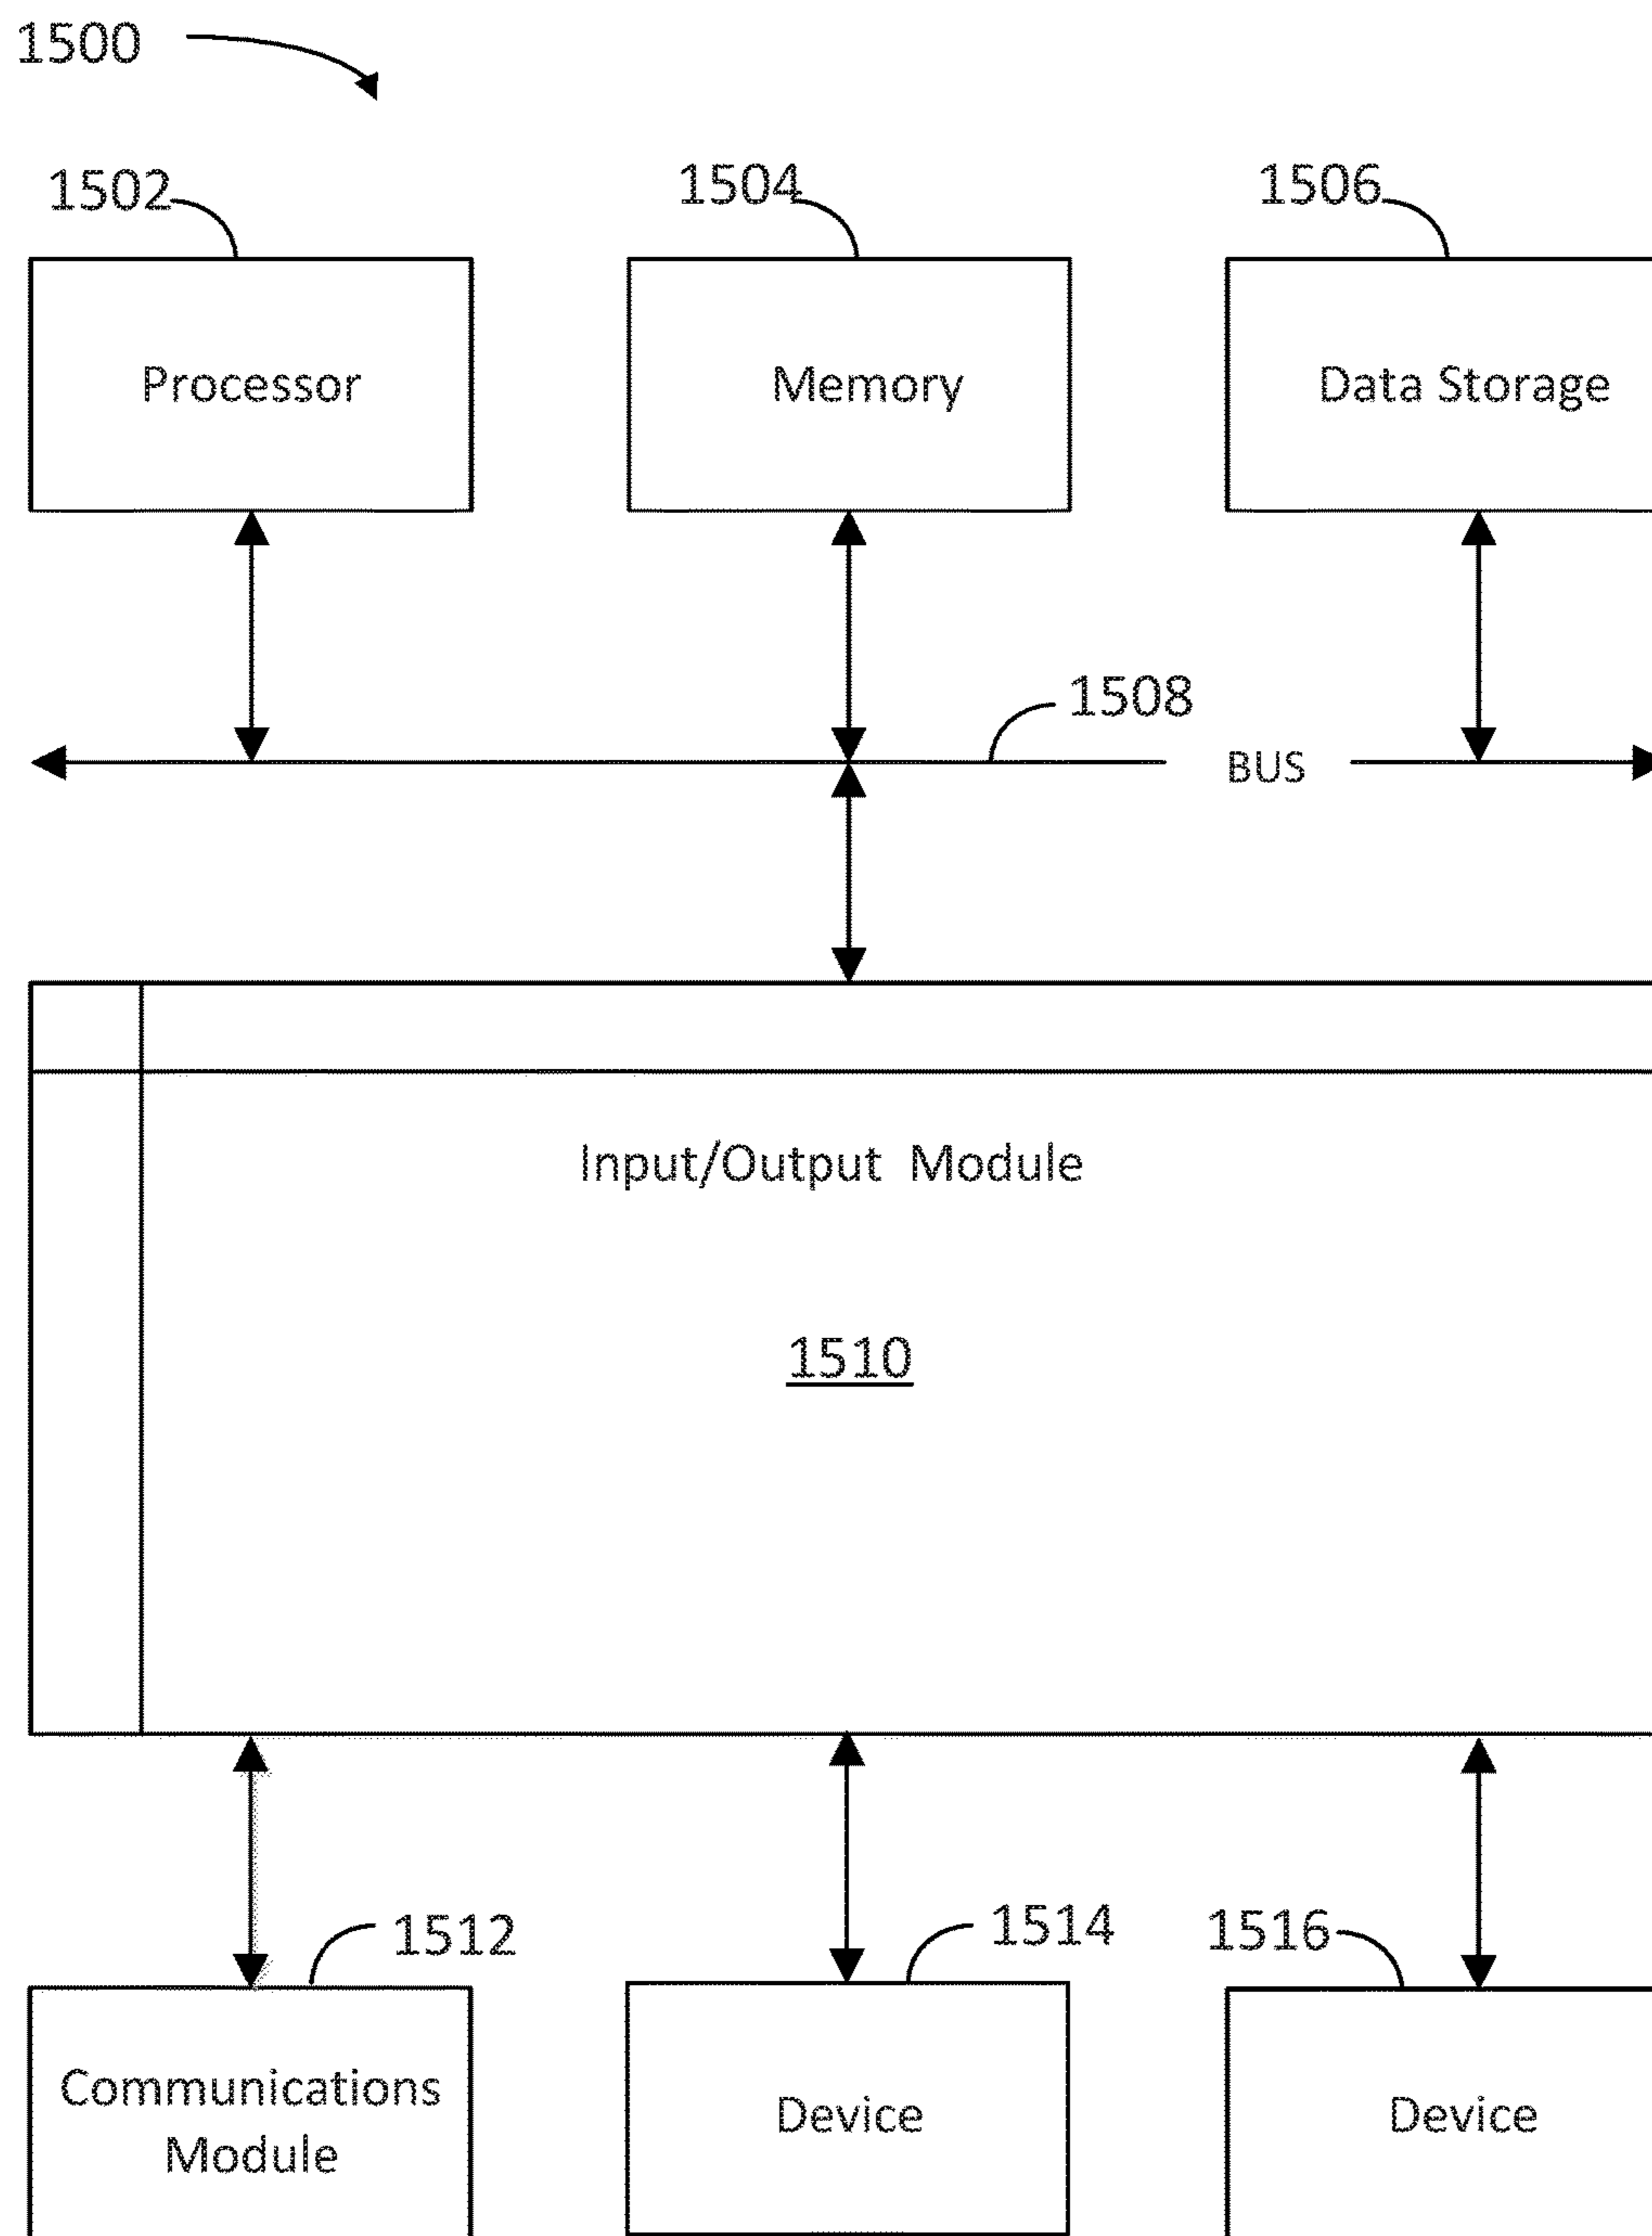 1500
1502
1504
1506
Processor
Memory
Data Storage
1508
BUS
Input/Output Module
1510
1512
1514
1516
Communications
Module
Device
Device